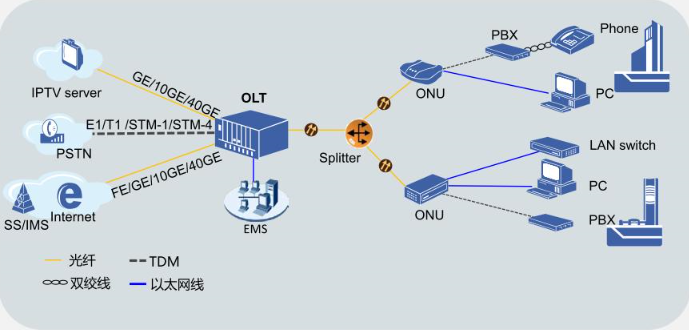 Phone
PBX
GE/10GE/40GE
IPTV server
OLT
ONU
PC
E1/T1 /STM-1/STM-4
PSTN
Splitter
LAN switch
FE/GE/10GE/40GE
PC
SS/IMS
Internet
EMS
ONU
PBX
光纤
TDM
双绞线
以太网线